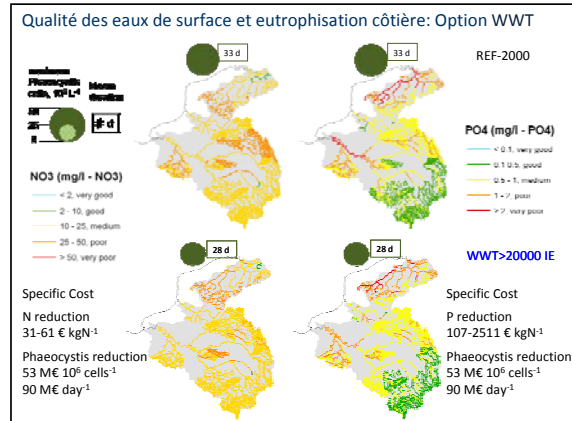 Qualité des eaux de surface et eutrophisation côtière: Option WWT
33 d
33 d
REF-2000
maximum
Phaeocystis
cells, 10⁶ L⁻¹
# d
NO3 (mg/l - NO3)
< 2, very good
2 - 10, good
10 - 25, medium
25 - 50, poor
> 50, very poor
PO4 (mg/l - PO4)
< 0.1, very good
0.1 0.5, good
0.5 - 1, medium
1 - 2, poor
> 2, very poor
28 d
28 d
WWT>20000 IE
Specific Cost
N reduction
31-61 € kgN⁻¹
Phaeocystis reduction
53 M€ 10⁶ cells⁻¹
90 M€ day⁻¹
Specific Cost
P reduction
107-2511 € kgN⁻¹
Phaeocystis reduction
53 M€ 10⁶ cells⁻¹
90 M€ day⁻¹